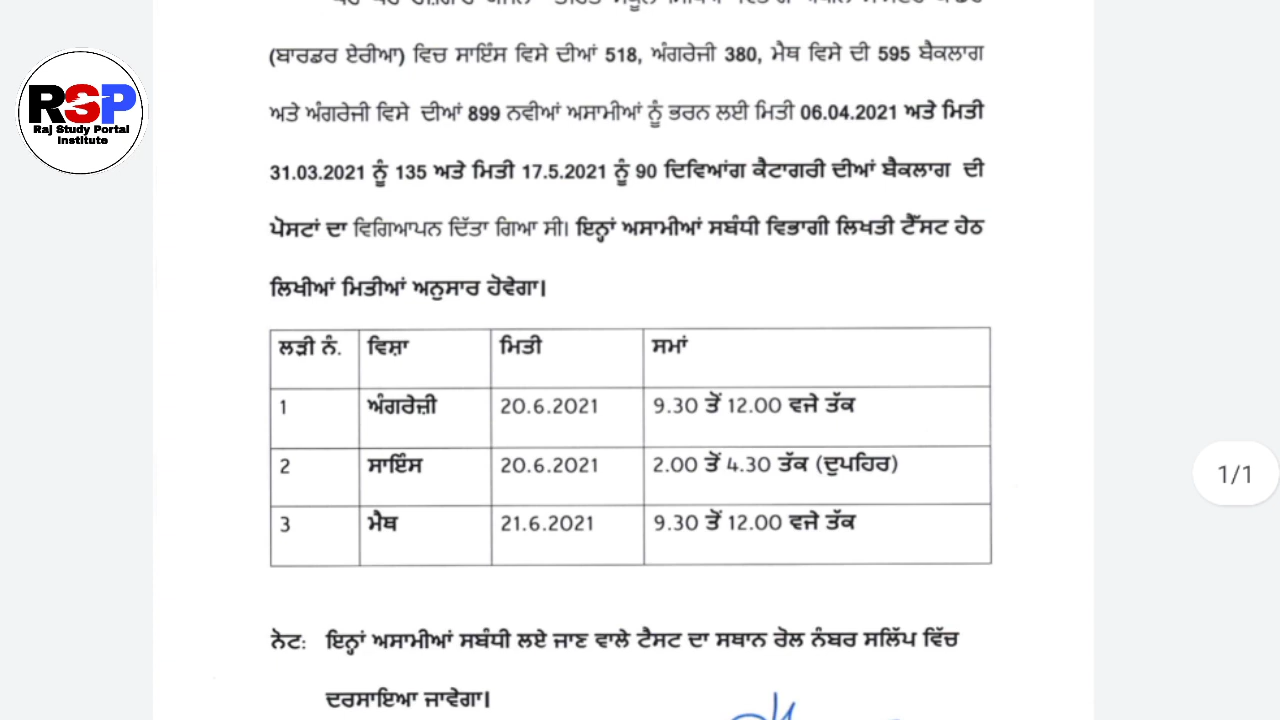 (ਬਾਰਡਰ ਏਰੀਆ) ਵਿਚ ਸਾਇੰਸ ਵਿਸੇ ਦੀਆਂ 518, ਅੰਗਰੇਜੀ 380, ਮੈਥ ਵਿਸੇ ਦੀ 595 ਬੈਕਲਾਗ
RSP
Raj Study Portal
Institute
ਅਤੇ ਅੰਗਰੇਜੀ ਵਿਸੇ ਦੀਆਂ 899 ਨਵੀਆਂ ਅਸਾਮੀਆਂ ਨੂੰ ਭਰਨ ਲਈ ਮਿਤੀ 06.04.2021 ਅਤੇ ਮਿਤੀ
31.03.2021 ਨੂੰ 135 ਅਤੇ ਮਿਤੀ 17.5.2021 ਨੂੰ 90 ਦਿਵਿਆਂਗ ਕੈਟਾਗਰੀ ਦੀਆਂ ਬੈਕਲਾਗ ਦੀ
ਪੋਸਟਾਂ ਦਾ ਵਿਗਿਆਪਨ ਦਿੱਤਾ ਗਿਆ ਸੀ। ਇਨ੍ਹਾਂ ਅਸਾਮੀਆਂ ਸਬੰਧੀ ਵਿਭਾਗੀ ਲਿਖਤੀ ਟੈੱਸਟ ਹੇਠ
ਲਿਖੀਆਂ ਮਿਤੀਆਂ ਅਨੁਸਾਰ ਹੋਵੇਗਾ।
ਲੜੀ ਨੰ. ਵਿਸ਼ਾ ਮਿਤੀ ਸਮਾਂ
1 ਅੰਗਰੇਜ਼ੀ 20.6.2021 9.30 ਤੋਂ 12.00 ਵਜੇ ਤੱਕ
2 ਸਾਇੰਸ 20.6.2021 2.00 ਤੋਂ 4.30 ਤੱਕ (ਦੁਪਹਿਰ)
3 ਮੈਥ 21.6.2021 9.30 ਤੋਂ 12.00 ਵਜੇ ਤੱਕ
1/1
ਨੋਟ: ਇਨ੍ਹਾਂ ਅਸਾਮੀਆਂ ਸਬੰਧੀ ਲਏ ਜਾਣ ਵਾਲੇ ਟੈਸਟ ਦਾ ਸਥਾਨ ਰੋਲ ਨੰਬਰ ਸਲਿੱਪ ਵਿੱਚ
ਦਰਸਾਇਆ ਜਾਵੇਗਾ।